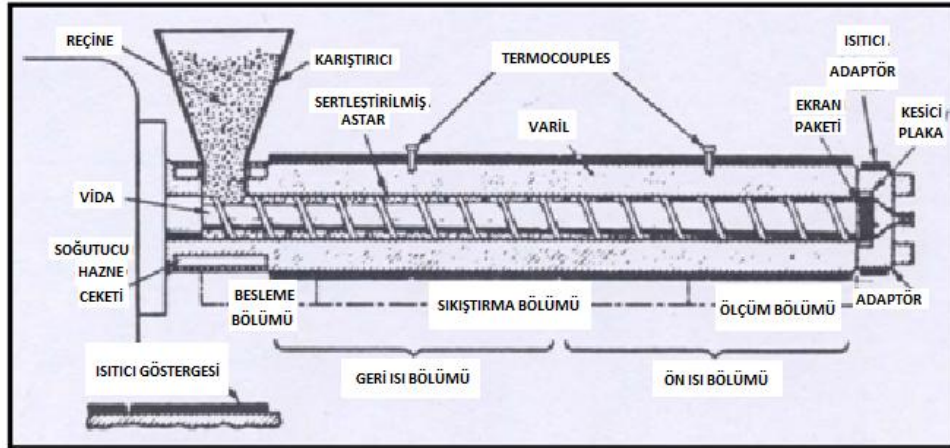 REÇİNE
KARIŞTIRICI
TERMOCOUPLES
ISITICI
ADAPTÖR
SERTLEŞTİRİLMİŞ
ASTAR
VARİL
EKRAN
PAKETİ
KESİCİ
PLAKA
VİDA
SOĞUTUCU
HAZNE
CEKETİ
BESLEME
BÖLÜMÜ
SIKIŞTIRMA BÖLÜMÜ
ÖLÇÜM BÖLÜMÜ
ADAPTÖR
GERİ ISI BÖLÜMÜ
ÖN ISI BÖLÜMÜ
ISITICI GÖSTERGESİ